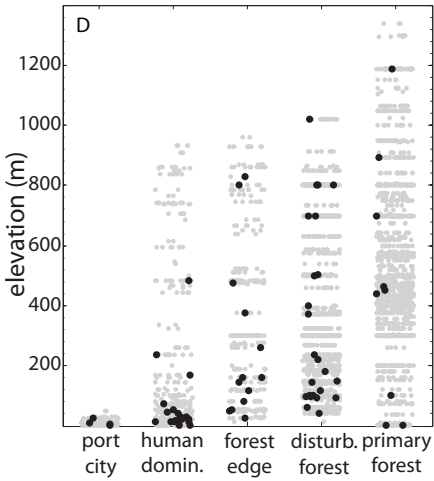 D
1200
1000
800
600
400
200
elevation (m)
port city
human domin.
forest edge
disturb. forest
primary forest